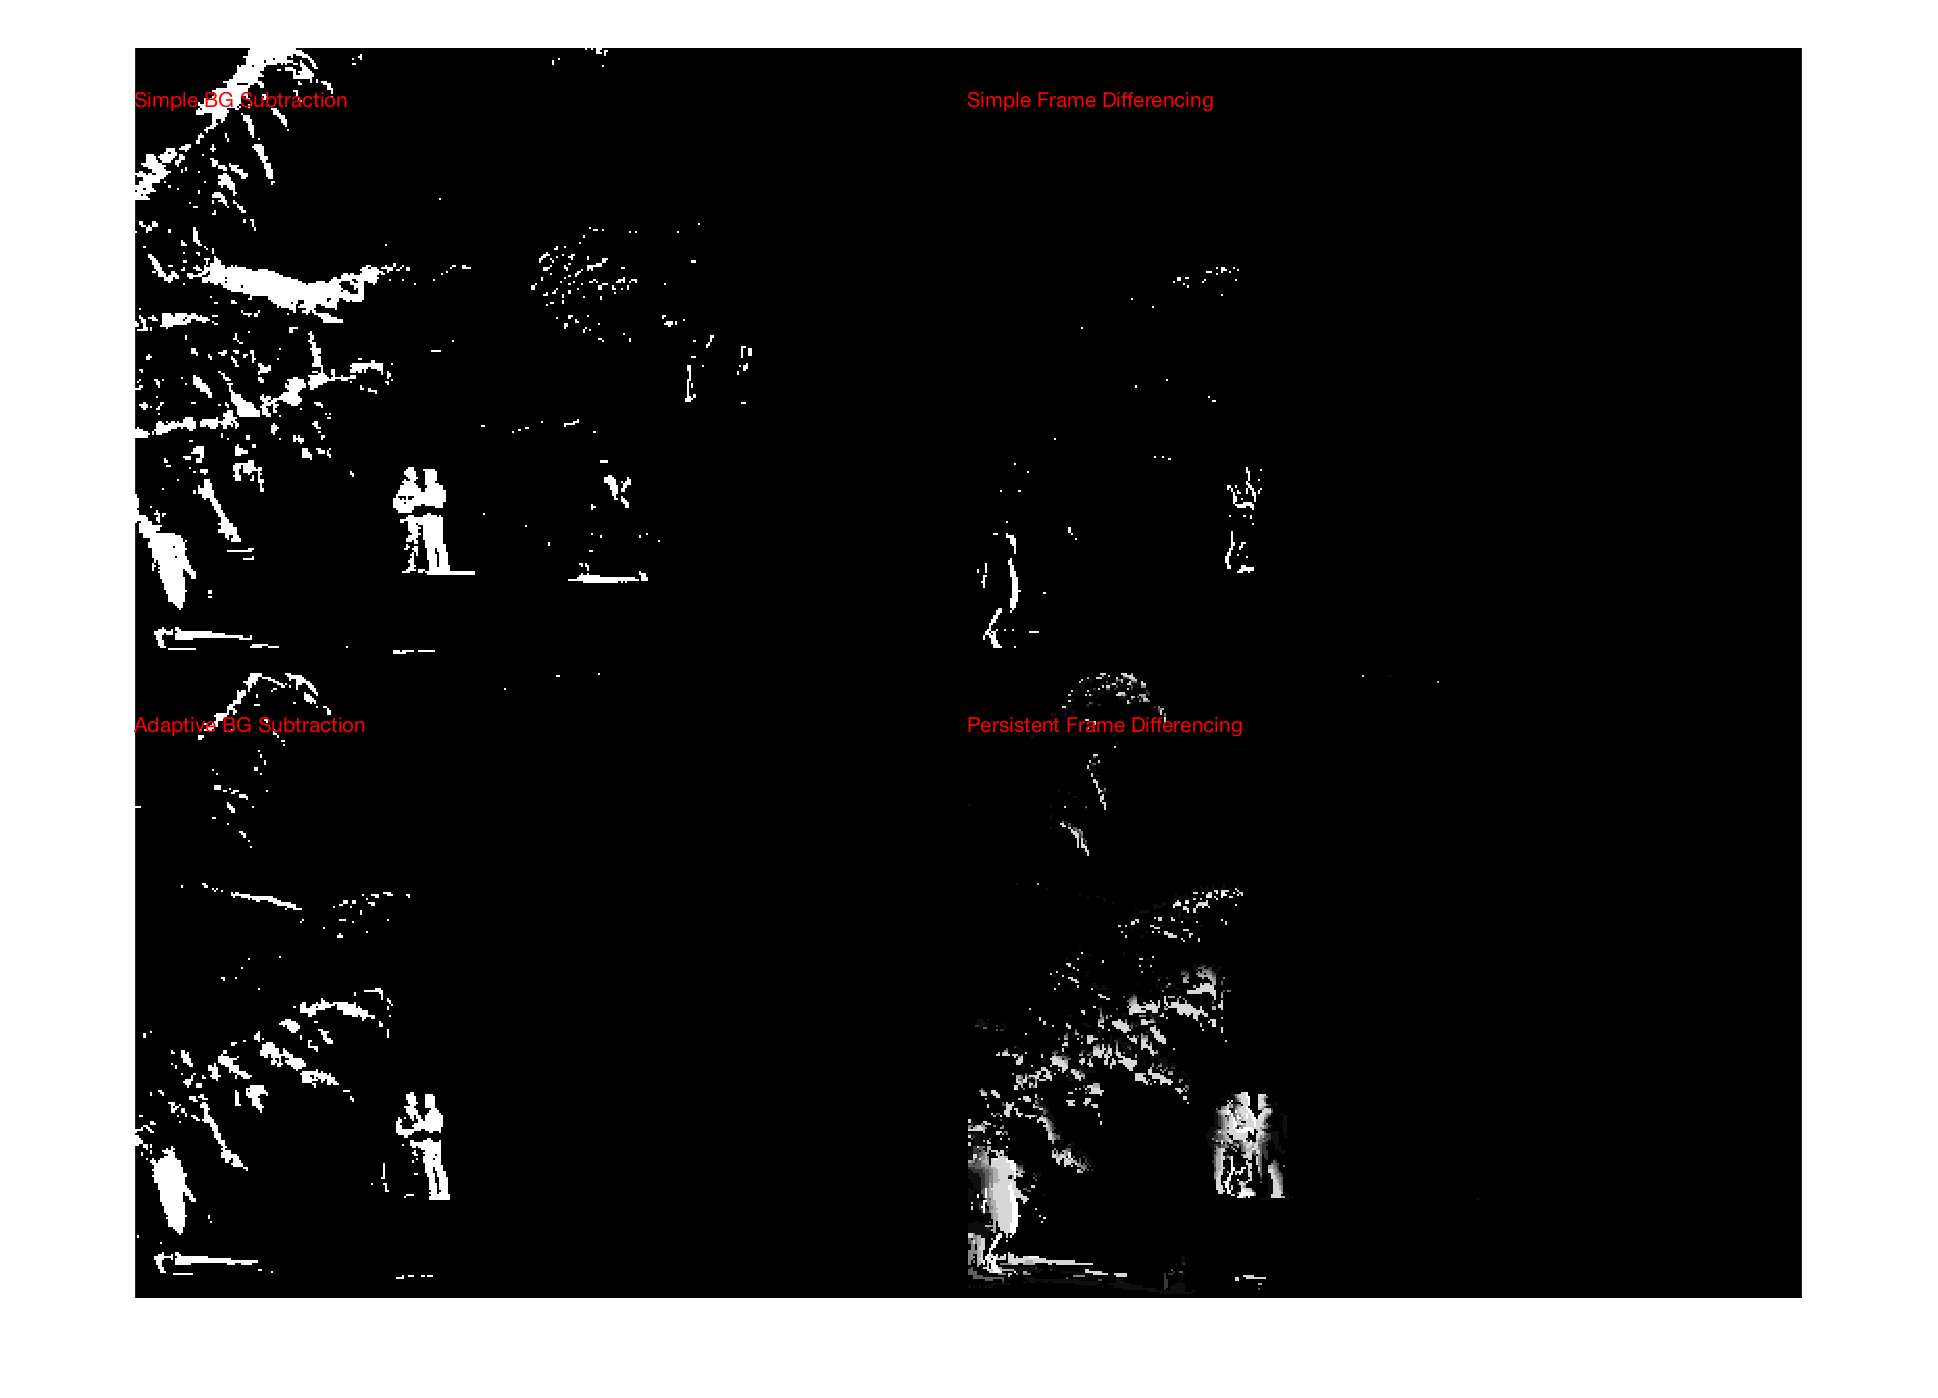 Simple BG Subtraction
Simple Frame Differencing
Adaptive BG Subtraction
Persistent Frame Differencing